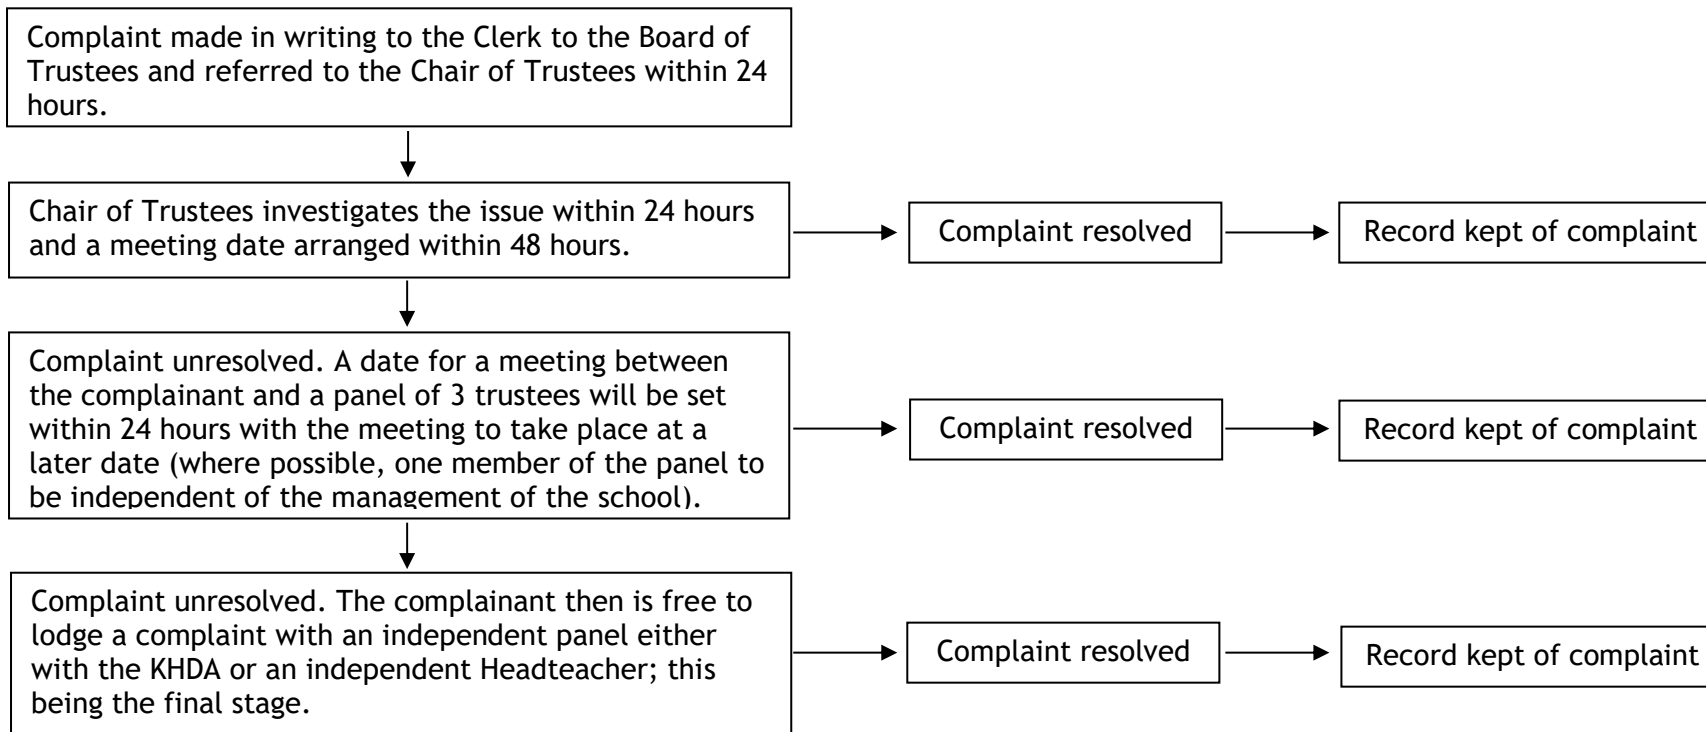 Complaint made in writing to the Clerk to the Board of
Trustees and referred to the Chair of Trustees within 24
hours.
Chair of Trustees investigates the issue within 24 hours
and a meeting date arranged within 48 hours.
Complaint resolved
Record kept of complaint
Complaint unresolved. A date for a meeting between
the complainant and a panel of 3 trustees will be set
within 24 hours with the meeting to take place at a
later date (where possible, one member of the panel to
be independent of the management of the school).
Complaint resolved
Record kept of complaint
Complaint unresolved. The complainant then is free to
lodge a complaint with an independent panel either
with the KHDA or an independent Headteacher; this
being the final stage.
Complaint resolved
Record kept of complaint